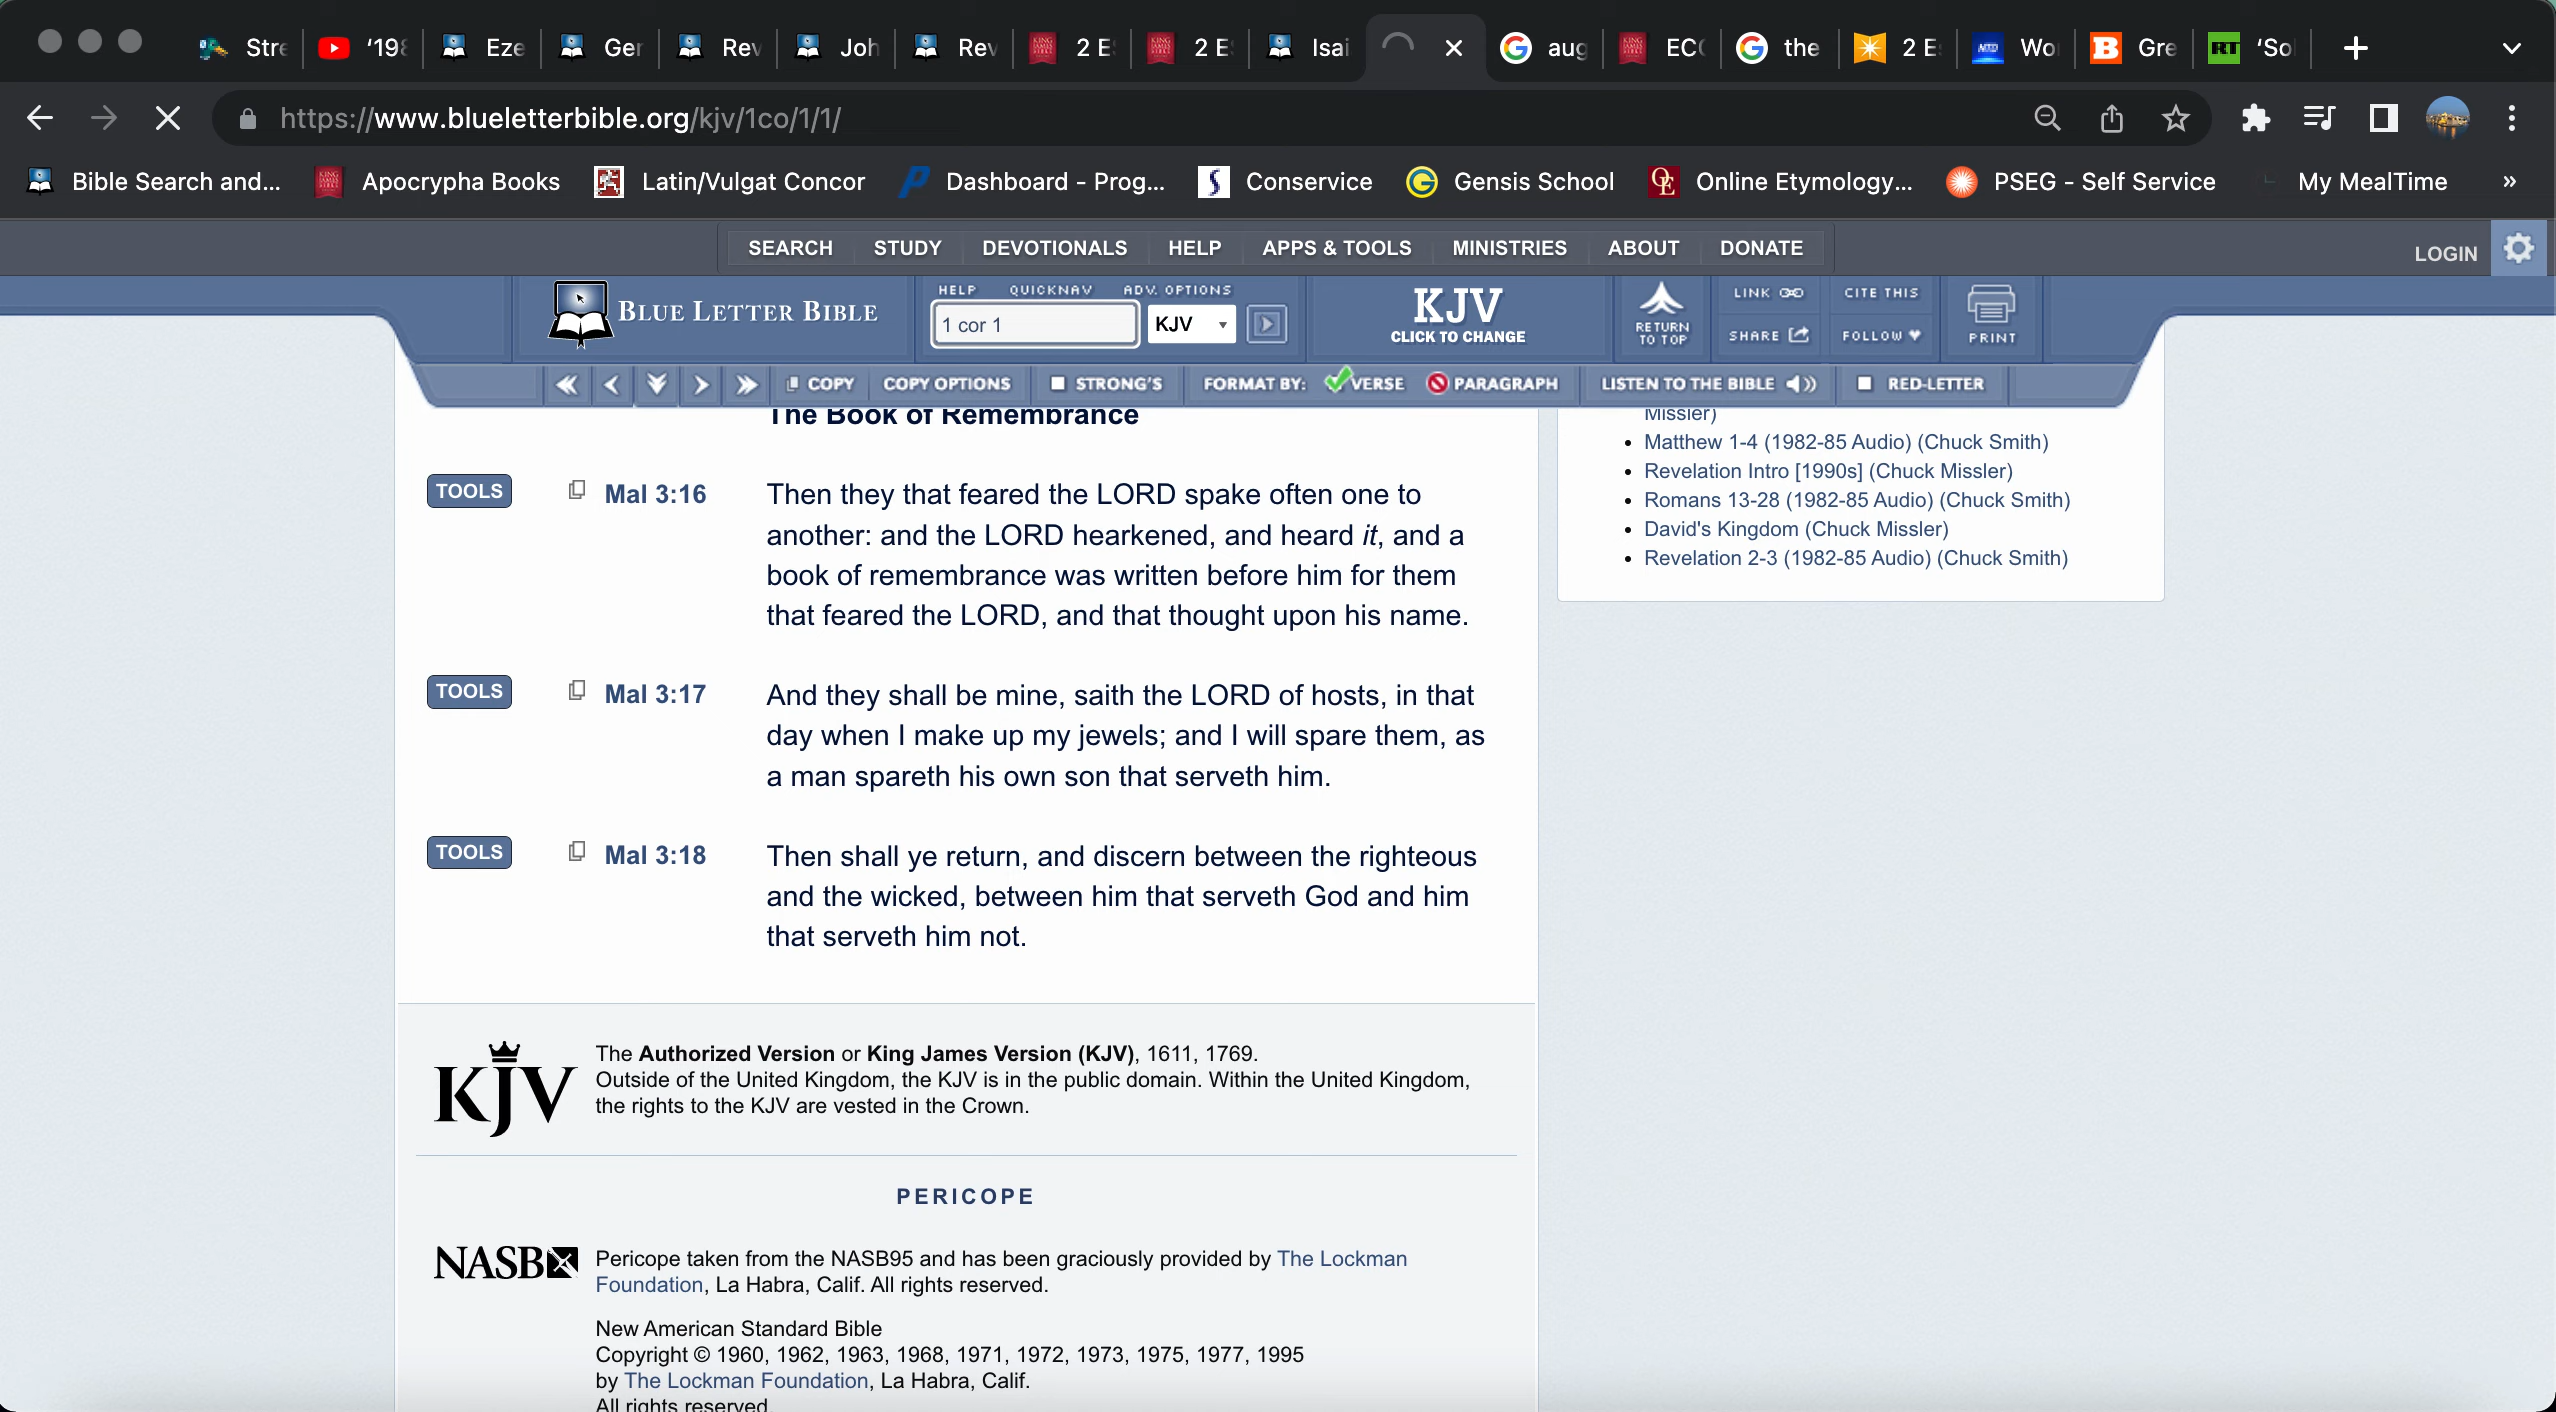 Stre '198 Eze Ger Rev Joh Rev 2 E 2 E Isai aug EC the 2 E Wo Gre 'So
https://www.blueletterbible.org/kjv/1co/1/1/
Bible Search and... Apocrypha Books Latin/Vulgat Concor Dashboard - Prog... Conservice Gensis School Online Etymology... PSEG - Self Service My MealTime »
SEARCH STUDY DEVOTIONALS HELP APPS & TOOLS MINISTRIES ABOUT DONATE LOGIN
HELP QUICKNAV ADV. OPTIONS
BLUE LETTER BIBLE
1 cor 1 KJV
KJV
CLICK TO CHANGE
RETURN
TO TOP
LINK CITE THIS
SHARE FOLLOW
PRINT
COPY COPY OPTIONS STRONG'S FORMAT BY: VERSE PARAGRAPH LISTEN TO THE BIBLE RED-LETTER
The Book of Remembrance
TOOLS Mal 3:16 Then they that feared the LORD spake often one to
another: and the LORD hearkened, and heard it, and a
book of remembrance was written before him for them
that feared the LORD, and that thought upon his name.
TOOLS Mal 3:17 And they shall be mine, saith the LORD of hosts, in that
day when I make up my jewels; and I will spare them, as
a man spareth his own son that serveth him.
TOOLS Mal 3:18 Then shall ye return, and discern between the righteous
and the wicked, between him that serveth God and him
that serveth him not.
Missler)
• Matthew 1-4 (1982-85 Audio) (Chuck Smith)
• Revelation Intro [1990s] (Chuck Missler)
• Romans 13-28 (1982-85 Audio) (Chuck Smith)
• David's Kingdom (Chuck Missler)
• Revelation 2-3 (1982-85 Audio) (Chuck Smith)
KJV
The Authorized Version or King James Version (KJV), 1611, 1769.
Outside of the United Kingdom, the KJV is in the public domain. Within the United Kingdom,
the rights to the KJV are vested in the Crown.
PERICOPE
NASB
Pericope taken from the NASB95 and has been graciously provided by The Lockman
Foundation, La Habra, Calif. All rights reserved.
New American Standard Bible
Copyright © 1960, 1962, 1963, 1968, 1971, 1972, 1973, 1975, 1977, 1995
by The Lockman Foundation, La Habra, Calif.
All rights reserved.